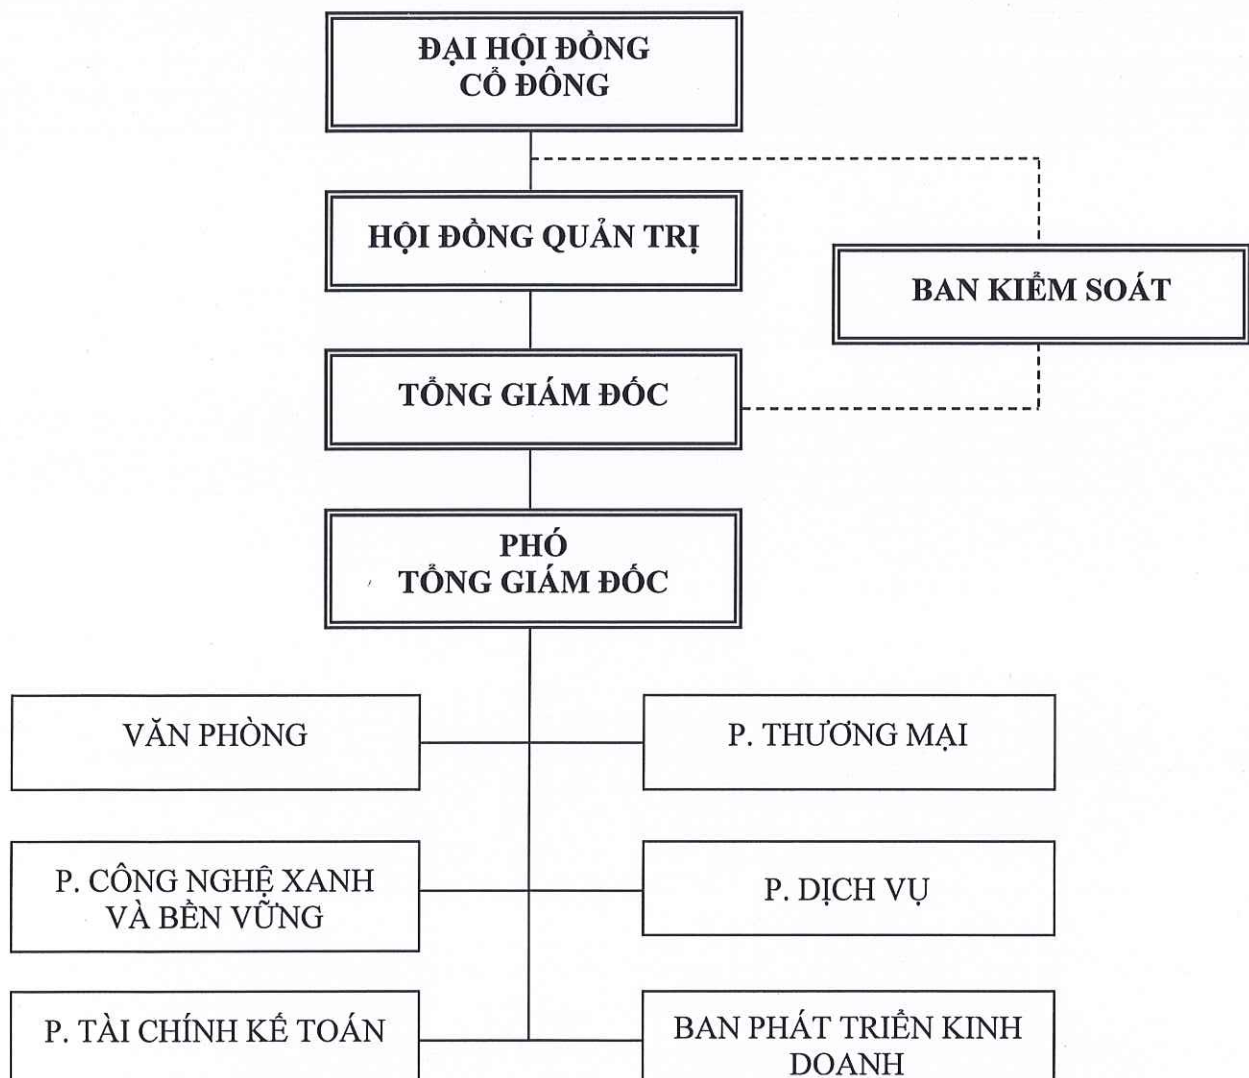 ĐẠI HỘI ĐỒNG
CỔ ĐÔNG
HỘI ĐỒNG QUẢN TRỊ
BAN KIỂM SOÁT
TỔNG GIÁM ĐỐC
PHÓ
TỔNG GIÁM ĐỐC
VĂN PHÒNG
P. THƯƠNG MẠI
P. CÔNG NGHỆ XANH
VÀ BỀN VỮNG
P. DỊCH VỤ
P. TÀI CHÍNH KẾ TOÁN
BAN PHÁT TRIỂN KINH
DOANH